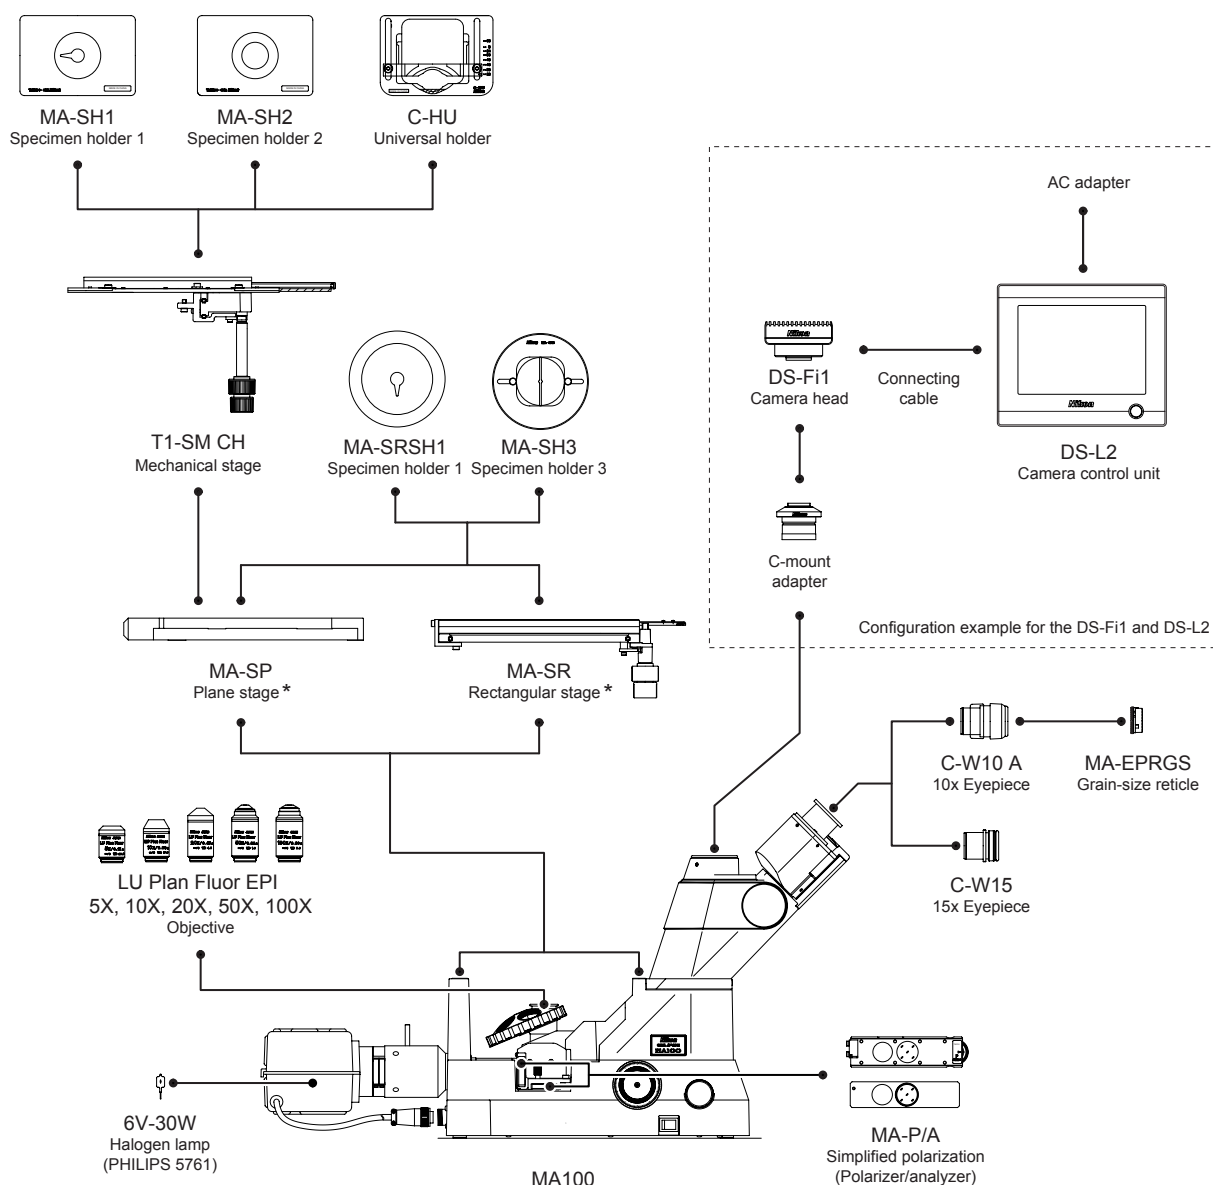 MA-SH1
Specimen holder 1
MA-SH2
Specimen holder 2
C-HU
Universal holder
AC adapter
Nikon
DS-Fi1
Camera head
Connecting
cable
Nikon
DS-L2
Camera control unit
T1-SM CH
Mechanical stage
MA-SRSH1
Specimen holder 1
MA-SH3
Specimen holder 3
C-mount
adapter
Configuration example for the DS-Fi1 and DS-L2
MA-SP
Plane stage *
MA-SR
Rectangular stage *
C-W10 A
10x Eyepiece
MA-EPRGS
Grain-size reticle
LU Plan Fluor EPI
5X, 10X, 20X, 50X, 100X
Objective
C-W15
15x Eyepiece
Nikon
MA100
6V-30W
Halogen lamp
(PHILIPS 5761)
MA-P/A
Simplified polarization
(Polarizer/analyzer)
MA100